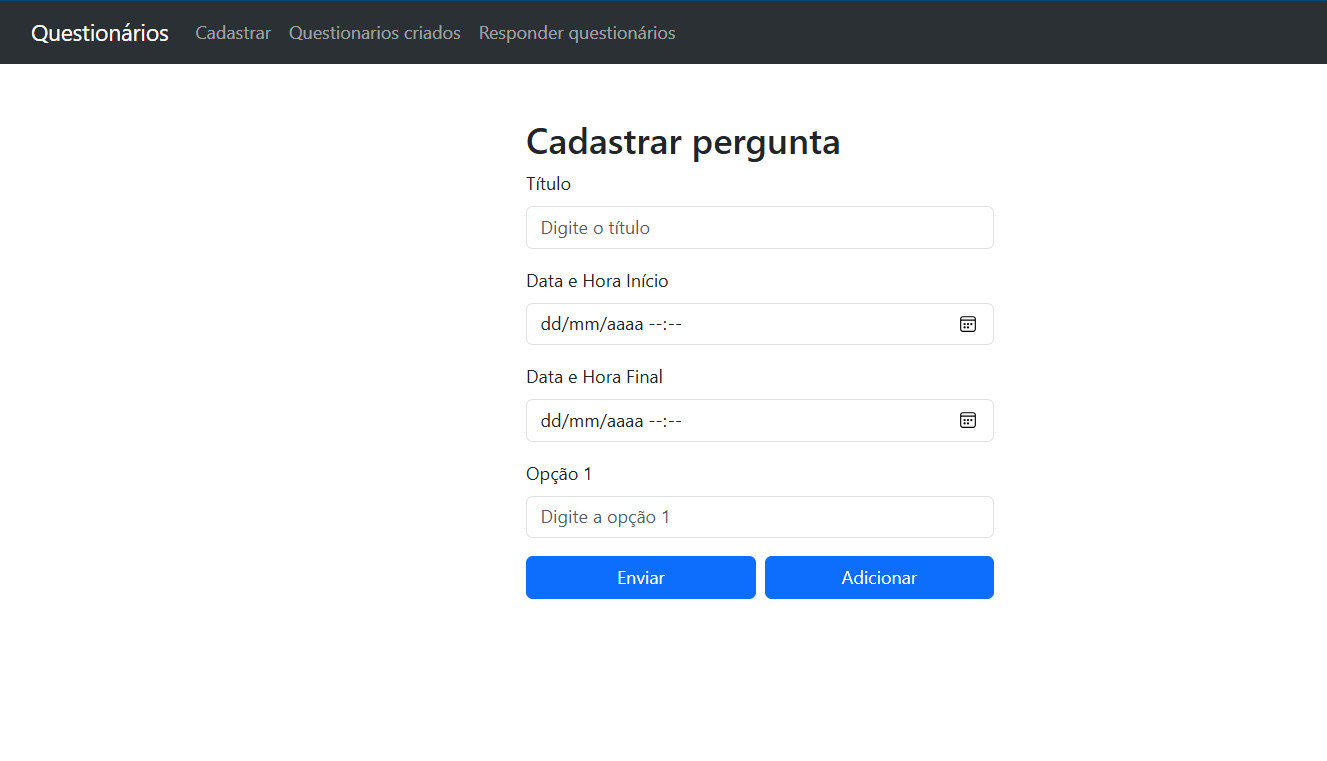 Questionários Cadastrar Questionarios criados Responder questionários
Cadastrar pergunta
Título
Digite o título
Data e Hora Início
dd/mm/aaaa --:--
Data e Hora Final
dd/mm/aaaa --:--
Opção 1
Digite a opção 1
Enviar Adicionar